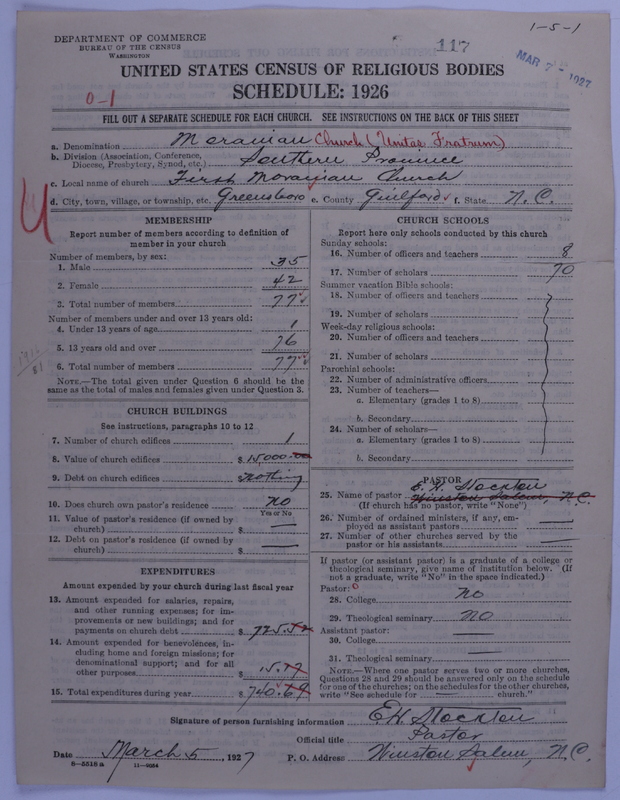 1-5-1
DEPARTMENT OF COMMERCE
BUREAU OF THE CENSUS
WASHINGTON
117
MAR 7 - 1927
UNITED STATES CENSUS OF RELIGIOUS BODIES
SCHEDULE: 1926
0-1
FILL OUT A SEPARATE SCHEDULE FOR EACH CHURCH. SEE INSTRUCTIONS ON THE BACK OF THIS SHEET
a. Denomination Moravian Church (Unitas Fratrum)
b. Division (Association, Conference, Diocese, Presbytery, Synod, etc.) Southern Province
c. Local name of church First Moravian Church
d. City, town, village, or township, etc. Greensboro e. County Guilford f. State N.C.
MEMBERSHIP
Report number of members according to definition of
member in your church
Number of members, by sex:
1. Male 35
2. Female 42
3. Total number of members 77
Number of members under and over 13 years old:
4. Under 13 years of age 1
5. 13 years old and over 76
6. Total number of members 77
NOTE.—The total given under Question 6 should be the
same as the total of males and females given under Question 3.
CHURCH BUILDINGS
See instructions, paragraphs 10 to 12
7. Number of church edifices 1
8. Value of church edifices $ 15,000.00
9. Debt on church edifices $ nothing
10. Does church own pastor's residence no
Yes or No
11. Value of pastor's residence (if owned by
church) $ —
12. Debt on pastor's residence (if owned by
church) $ —
EXPENDITURES
Amount expended by your church during last fiscal year
13. Amount expended for salaries, repairs,
and other running expenses; for im-
provements or new buildings; and for
payments on church debt $ 725.52
14. Amount expended for benevolences, in-
cluding home and foreign missions; for
denominational support; and for all
other purposes $ 15.17
15. Total expenditures during year $ 740.69
CHURCH SCHOOLS
Report here only schools conducted by this church
Sunday schools:
16. Number of officers and teachers 8
17. Number of scholars 70
Summer vacation Bible schools:
18. Number of officers and teachers
19. Number of scholars
Week-day religious schools:
20. Number of officers and teachers
21. Number of scholars
Parochial schools:
22. Number of administrative officers
23. Number of teachers—
a. Elementary (grades 1 to 8)
b. Secondary
24. Number of scholars—
a. Elementary (grades 1 to 8)
b. Secondary
PASTOR
E. H. Stockton
25. Name of pastor Winston Salem, N.C.
(If church has no pastor, write "None")
26. Number of ordained ministers, if any, em-
ployed as assistant pastors —
27. Number of other churches served by the
pastor or his assistants —
If pastor (or assistant pastor) is a graduate of a college or
theological seminary, give name of institution below. (If
not a graduate, write "No" in the space indicated.)
Pastor: 0
28. College no
29. Theological seminary no
Assistant pastor:
30. College —
31. Theological seminary —
NOTE.—Where one pastor serves two or more churches,
Questions 28 and 29 should be answered only on the schedule
for one of the churches; on the schedules for the other churches,
write "See schedule for — church."
Signature of person furnishing information E H Stockton
Official title Pastor
Date March 5, 1927 P. O. Address Winston Salem, N.C.
8-5518 a 11-9284